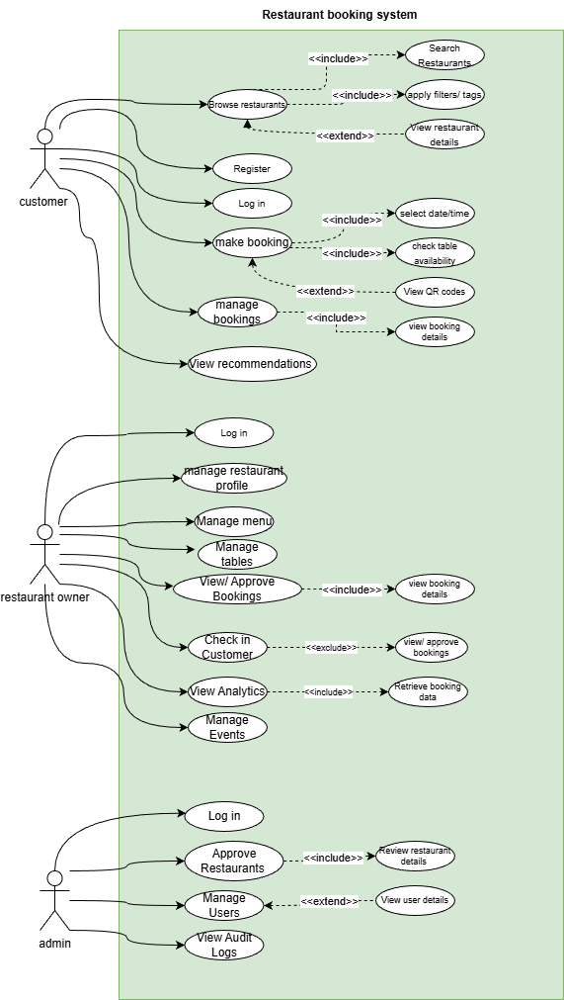 Restaurant booking system
<<include>>
Search
Restaurants
Browse restaurants
<<include>>
apply filters/ tags
<<extend>>
View restaurant
details
customer
Register
Log in
make booking
<<include>>
select date/time
<<include>>
check table
availability
<<extend>>
View QR codes
manage
bookings
<<include>>
view booking
details
View recommendations
Log in
manage restaurant
profile
Manage menu
Manage
tables
restaurant owner
View/ Approve
Bookings
<<include>>
view booking
details
Check in
Customer
<<exclude>>
view/ approve
bookings
View Analytics
<<include>>
Retrieve booking
data
Manage
Events
Log in
Approve
Restaurants
<<include>>
Review restaurant
details
admin
Manage
Users
<<extend>>
View user details
View Audit
Logs